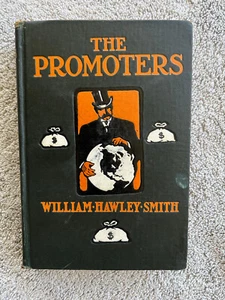 THE
PROMOTERS
$
$
WILLIAM·HAWLEY·SMITH
$